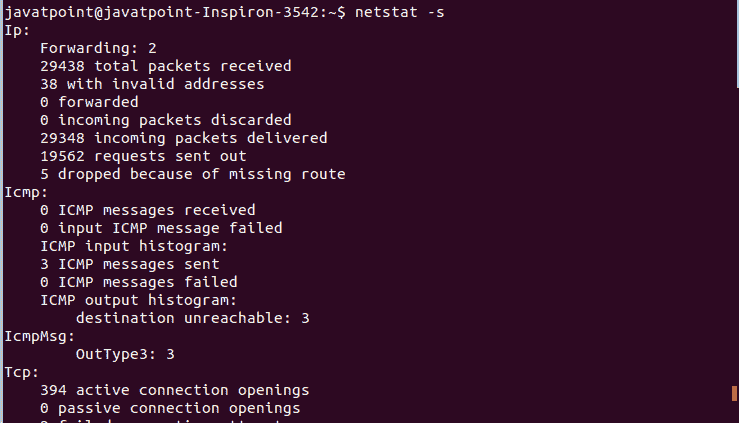 javatpoint@javatpoint-Inspiron-3542:~$ netstat -s
Ip:
    Forwarding: 2
    29438 total packets received
    38 with invalid addresses
    0 forwarded
    0 incoming packets discarded
    29348 incoming packets delivered
    19562 requests sent out
    5 dropped because of missing route
Icmp:
    0 ICMP messages received
    0 input ICMP message failed
    ICMP input histogram:
    3 ICMP messages sent
    0 ICMP messages failed
    ICMP output histogram:
        destination unreachable: 3
IcmpMsg:
        OutType3: 3
Tcp:
    394 active connection openings
    0 passive connection openings